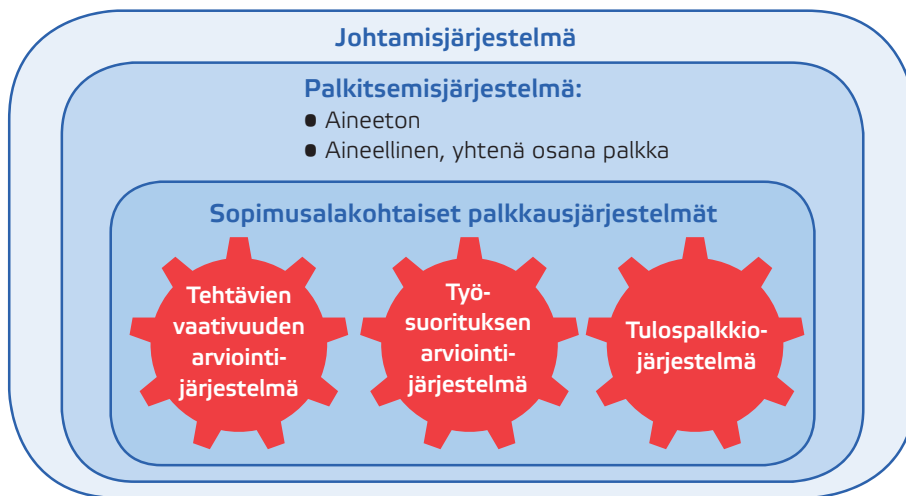 Johtamisjärjestelmä
Palkitsemisjärjestelmä:
● Aineeton
● Aineellinen, yhtenä osana palkka
Sopimusalakohtaiset palkkausjärjestelmät
Tehtävien
vaativuuden
arviointi-
järjestelmä
Työ-
suorituksen
arviointi-
järjestelmä
Tulospalkkio-
järjestelmä